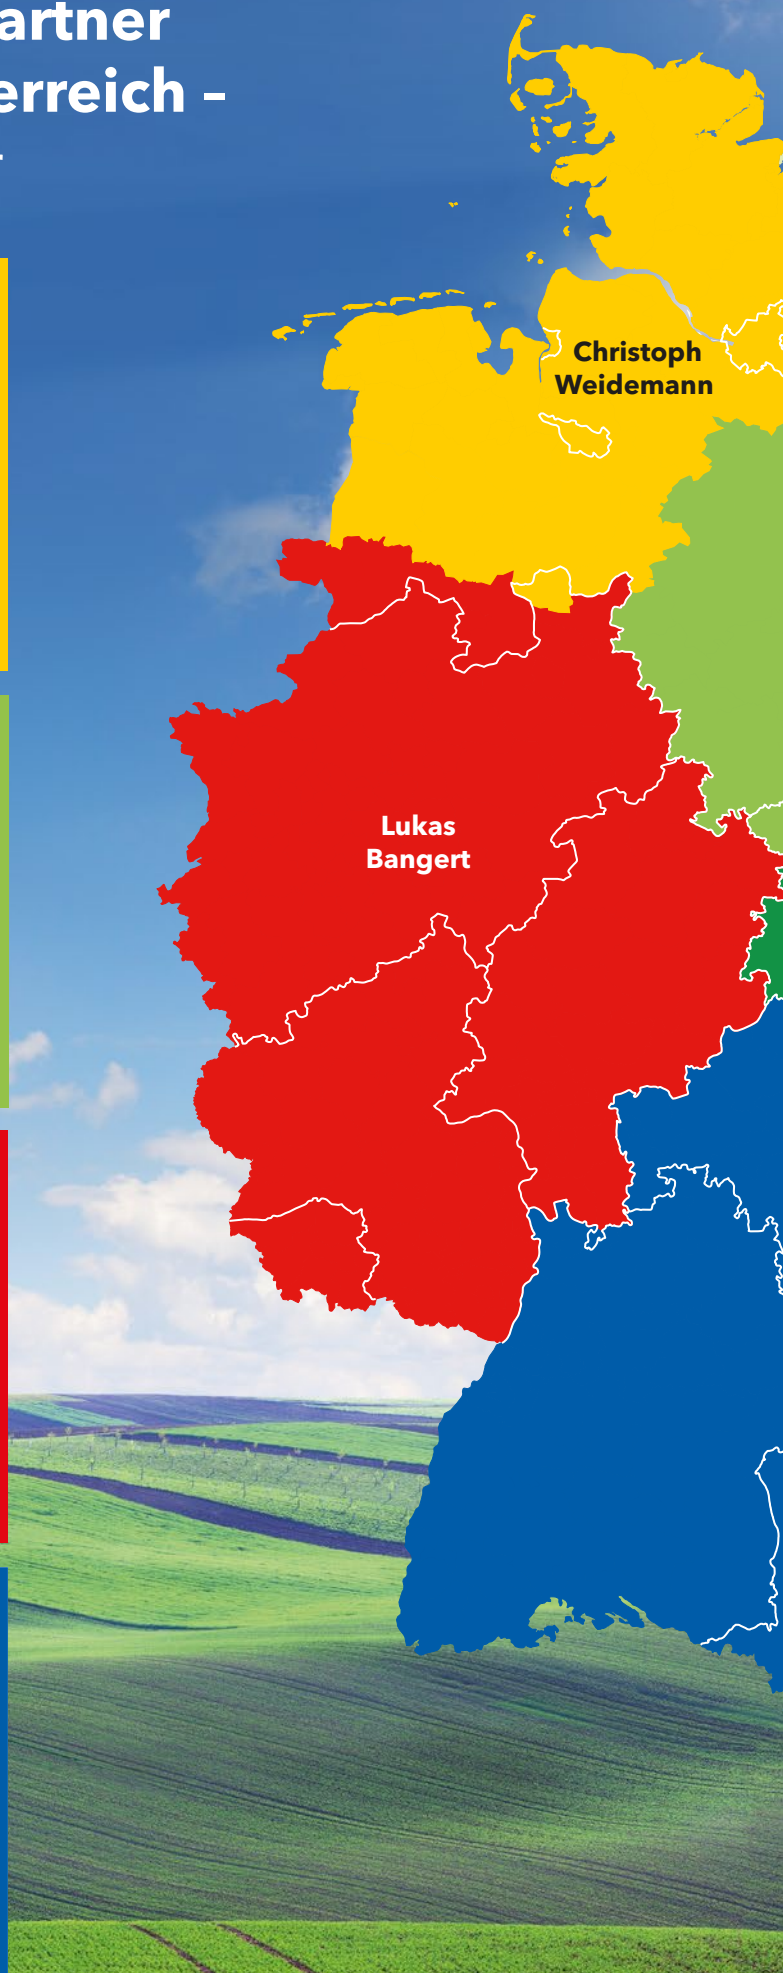 artner
erreich –
Christoph
Weidemann
Lukas
Bangert